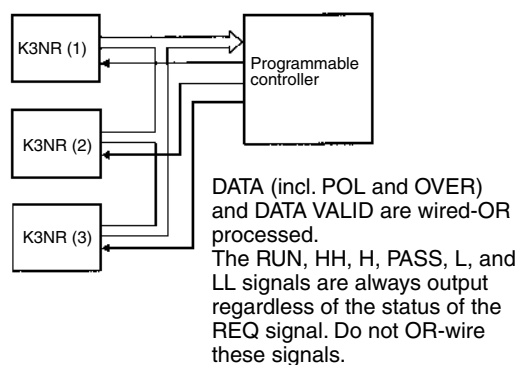 K3NR (1)
Programmable
controller
K3NR (2)
K3NR (3)
DATA (incl. POL and OVER)
and DATA VALID are wired-OR
processed.
The RUN, HH, H, PASS, L, and
LL signals are always output
regardless of the status of the
REQ signal. Do not OR-wire
these signals.